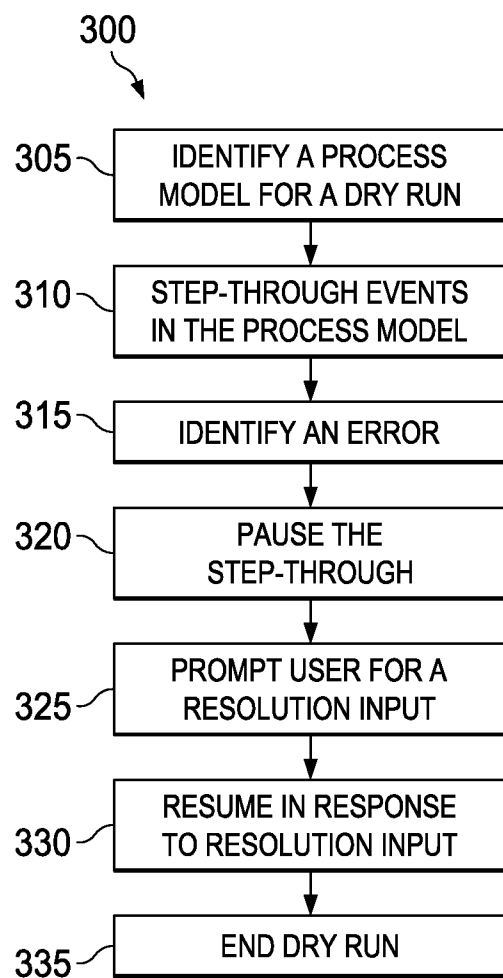 300
305
IDENTIFY A PROCESS
MODEL FOR A DRY RUN
310
STEP-THROUGH EVENTS
IN THE PROCESS MODEL
315
IDENTIFY AN ERROR
320
PAUSE THE
STEP-THROUGH
325
PROMPT USER FOR A
RESOLUTION INPUT
330
RESUME IN RESPONSE
TO RESOLUTION INPUT
335
END DRY RUN